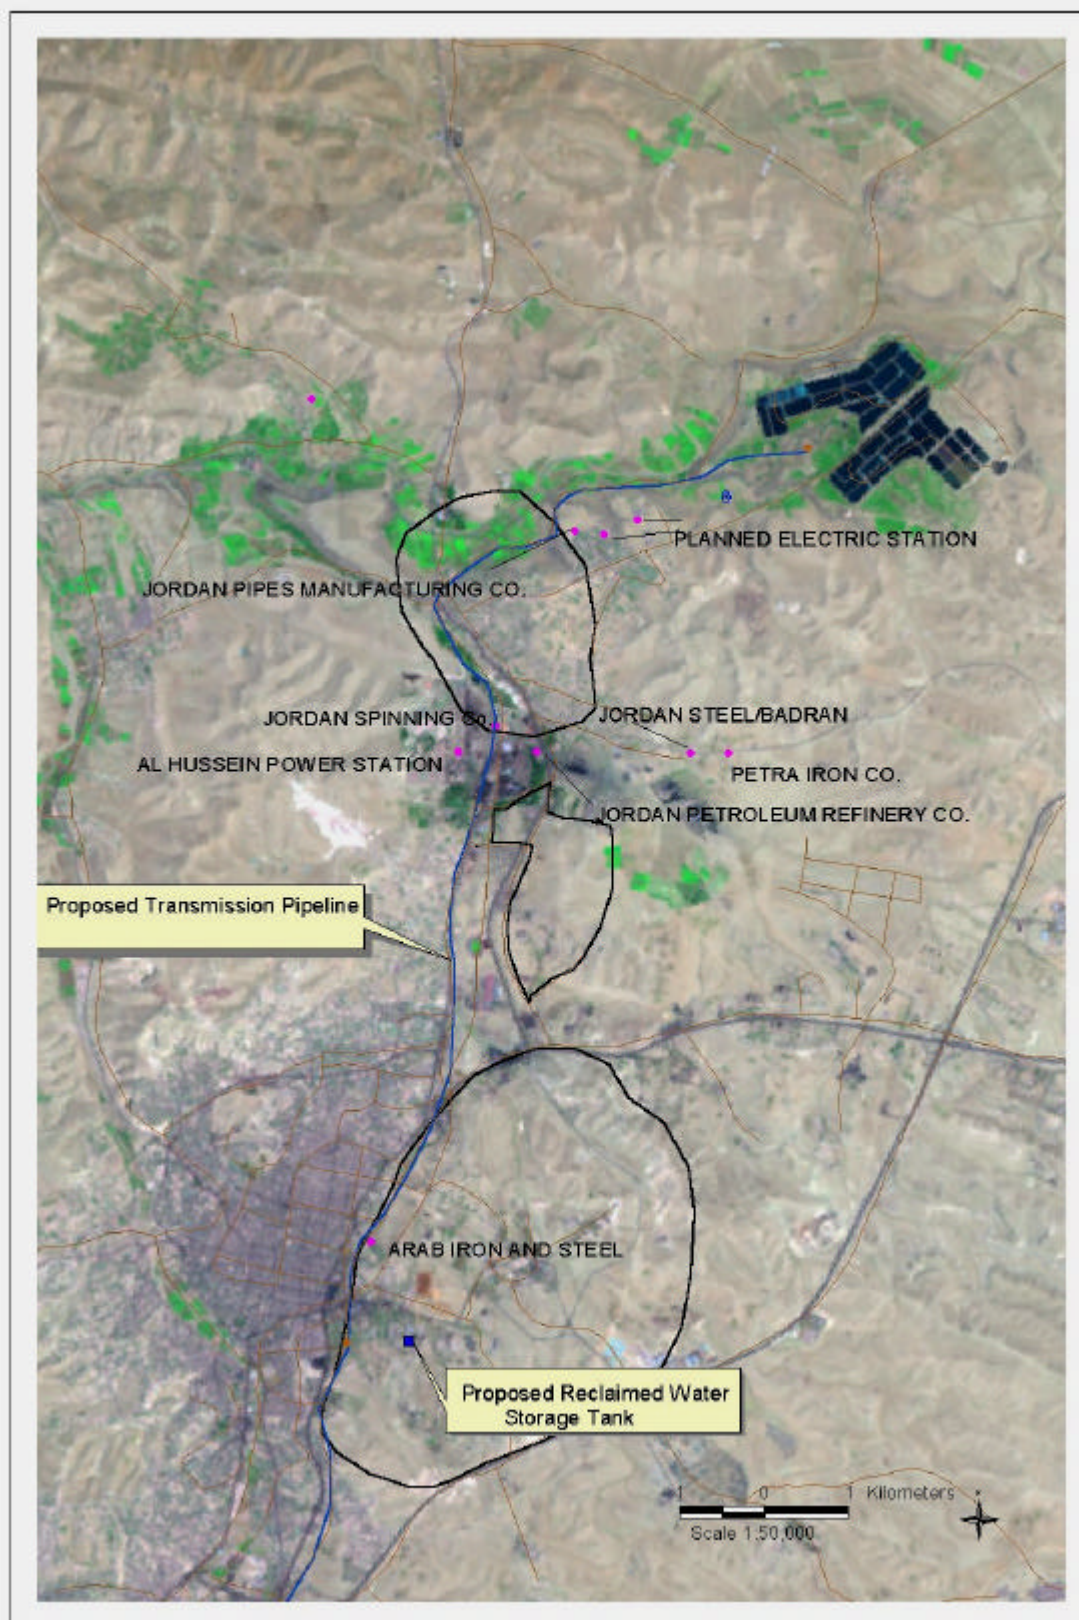 PLANNED ELECTRIC STATION
JORDAN PIPES MANUFACTURING CO.
JORDAN SPINNING Co.
JORDAN STEEL/BADRAN
AL HUSSEIN POWER STATION
PETRA IRON CO.
JORDAN PETROLEUM REFINERY CO.
Proposed Transmission Pipeline
ARAB IRON AND STEEL
Proposed Reclaimed Water
Storage Tank
1 0 1 Kilometers
Scale 1:50,000